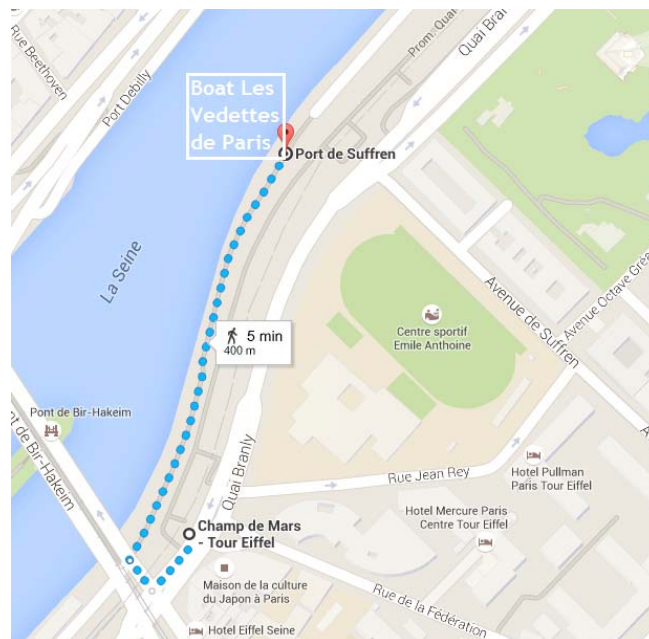 Rue Beethoven
Port Debilly
Prom. Quai
Quai Bran
Boat Les
Vedettes
de Paris
Port de Suffren
La Seine
Avenue de Suffren
Avenue Octave Gréa
Centre sportif
Emile Anthoine
5 min
400 m
Pont de Bir-Hakeim
nt de Bir-Hakeim
Quai Branly
Rue Jean Rey
Hotel Pullman
Paris Tour Eiffel
Hotel Mercure Paris
Centre Tour Eiffel
Champ de Mars
- Tour Eiffel
Maison de la culture
du Japon à Paris
Rue de la Fédération
Hotel Eiffel Seine
A